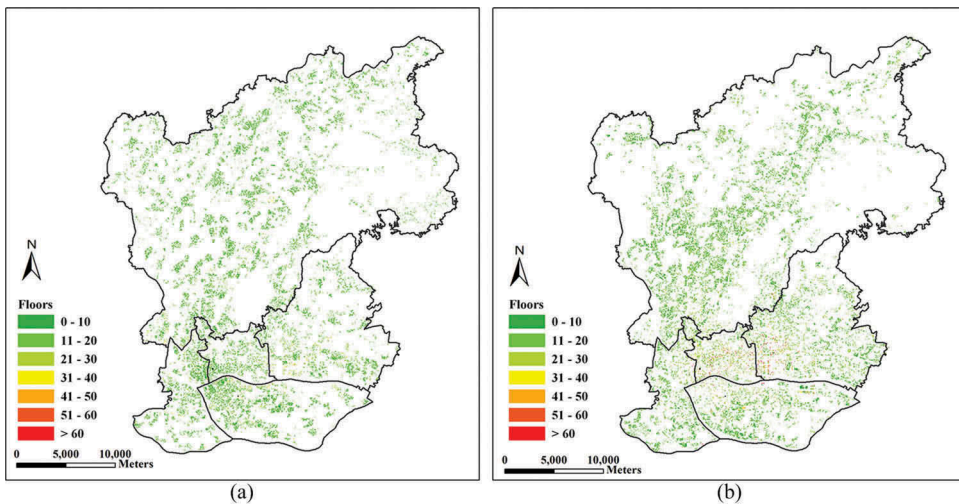 N
Floors
0 - 10
11 - 20
21 - 30
31 - 40
41 - 50
51 - 60
> 60
0 5,000 10,000
Meters
(a)
N
Floors
0 - 10
11 - 20
21 - 30
31 - 40
41 - 50
51 - 60
> 60
0 5,000 10,000
Meters
(b)